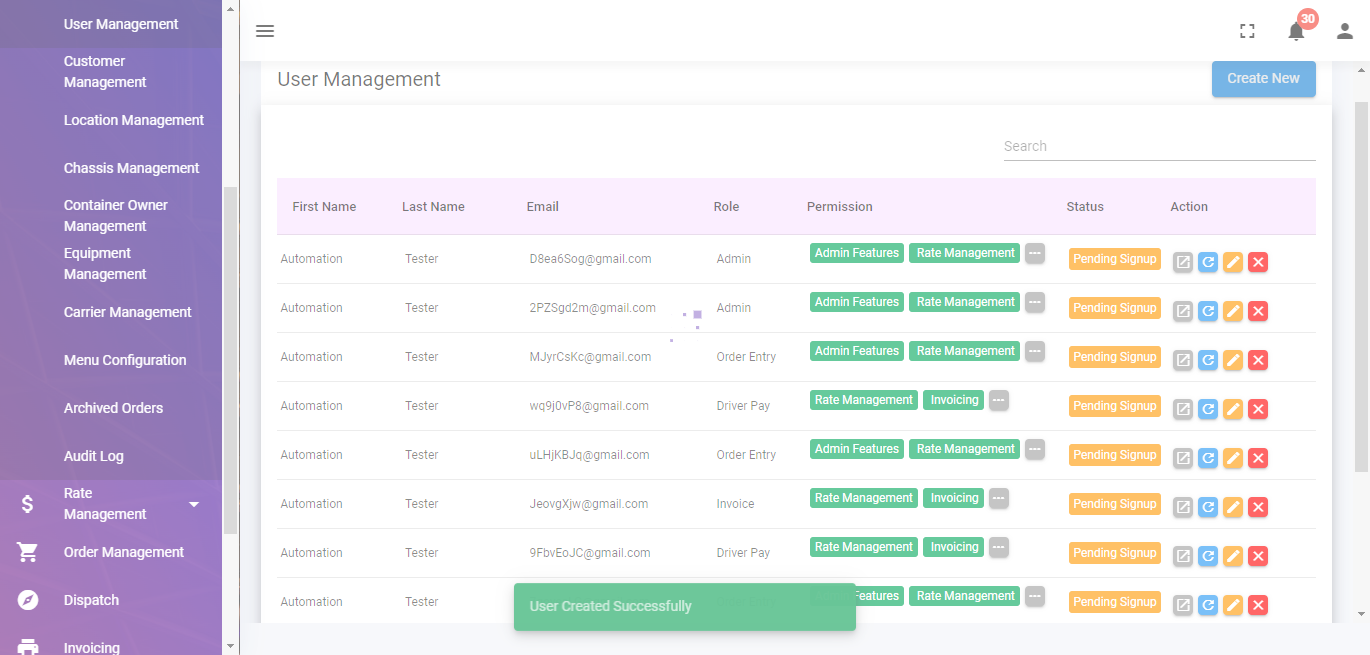 User Management
Customer
Management
Location Management
Chassis Management
Container Owner
Management
Equipment
Management
Carrier Management
Menu Configuration
Archived Orders
Audit Log
Rate
Management
Order Management
Dispatch
Invoicing
30
User Management
Create New
Search
First Name Last Name Email Role Permission Status Action
Automation Tester D8ea6Sog@gmail.com Admin Admin Features Rate Management --- Pending Signup
Automation Tester 2PZSgd2m@gmail.com Admin Admin Features Rate Management --- Pending Signup
Automation Tester MJyrCsKc@gmail.com Order Entry Admin Features Rate Management --- Pending Signup
Automation Tester wq9j0vP8@gmail.com Driver Pay Rate Management Invoicing --- Pending Signup
Automation Tester uLHjKBJq@gmail.com Order Entry Admin Features Rate Management --- Pending Signup
Automation Tester JeovgXjw@gmail.com Invoice Rate Management Invoicing --- Pending Signup
Automation Tester 9FbvEoJC@gmail.com Driver Pay Rate Management Invoicing --- Pending Signup
Automation Tester Features Rate Management --- Pending Signup
User Created Successfully